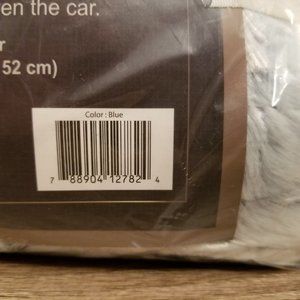 en the car.
r
52 cm)
Color : Blue
7 88904 12782 4